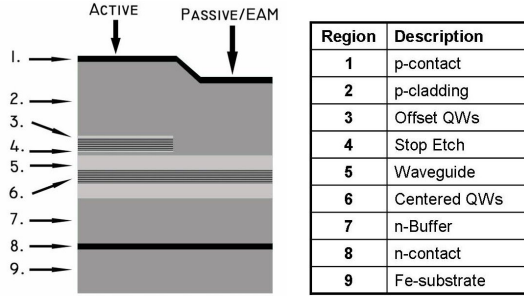 ACTIVE
PASSIVE/EAM
1.
2.
3.
4.
5.
6.
7.
8.
9.
Region Description
1 p-contact
2 p-cladding
3 Offset QWs
4 Stop Etch
5 Waveguide
6 Centered QWs
7 n-Buffer
8 n-contact
9 Fe-substrate